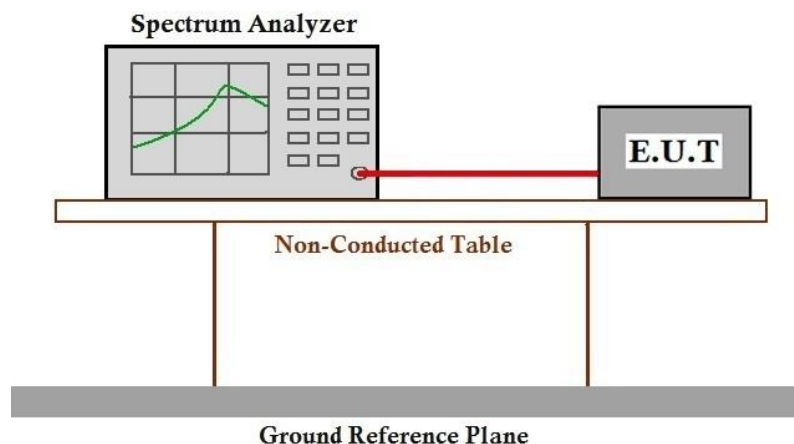 Spectrum Analyzer
E.U.T
Non-Conducted Table
Ground Reference Plane